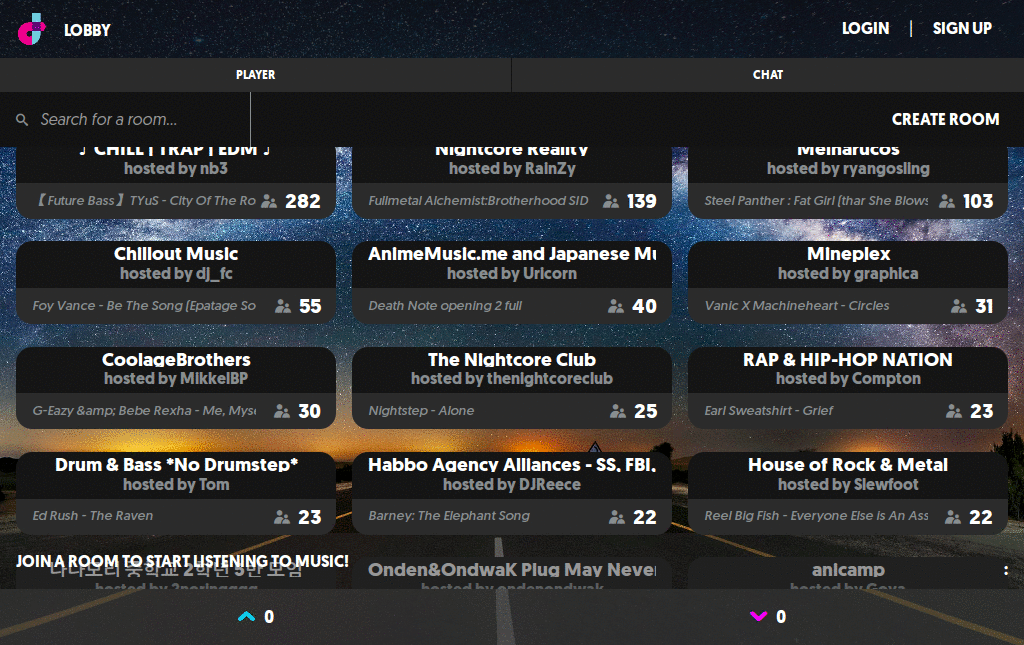 LOBBY
LOGIN | SIGN UP
PLAYER
CHAT
Search for a room...
CREATE ROOM
♪ CHILL | TRAP | EDM ♪
hosted by nb3
【Future Bass】TYuS - City Of The Ro
282
Nightcore Reality
hosted by RainZy
Fullmetal Alchemist:Brotherhood SID
139
Meinarucos
hosted by ryangosling
Steel Panther : Fat Girl [thar She Blows
103
Chillout Music
hosted by dj_fc
Foy Vance - Be The Song [Epatage So
55
AnimeMusic.me and Japanese Mu
hosted by Uricorn
Death Note opening 2 full
40
Mineplex
hosted by graphica
Vanic X Machineheart - Circles
31
CoolageBrothers
hosted by MikkelBP
G-Eazy &amp; Bebe Rexha - Me, Myse
30
The Nightcore Club
hosted by thenightcoreclub
Nightstep - Alone
25
RAP & HIP-HOP NATION
hosted by Compton
Earl Sweatshirt - Grief
23
Drum & Bass *No Drumstep*
hosted by Tom
Ed Rush - The Raven
23
Habbo Agency Alliances - SS, FBI,
hosted by DJReece
Barney: The Elephant Song
22
House of Rock & Metal
hosted by Slewfoot
Reel Big Fish - Everyone Else is An Ass
22
JOIN A ROOM TO START LISTENING TO MUSIC!
Onden&OndwaK Plug May Never
hosted by ondenondwak
anicamp
hosted by Goya
0
0